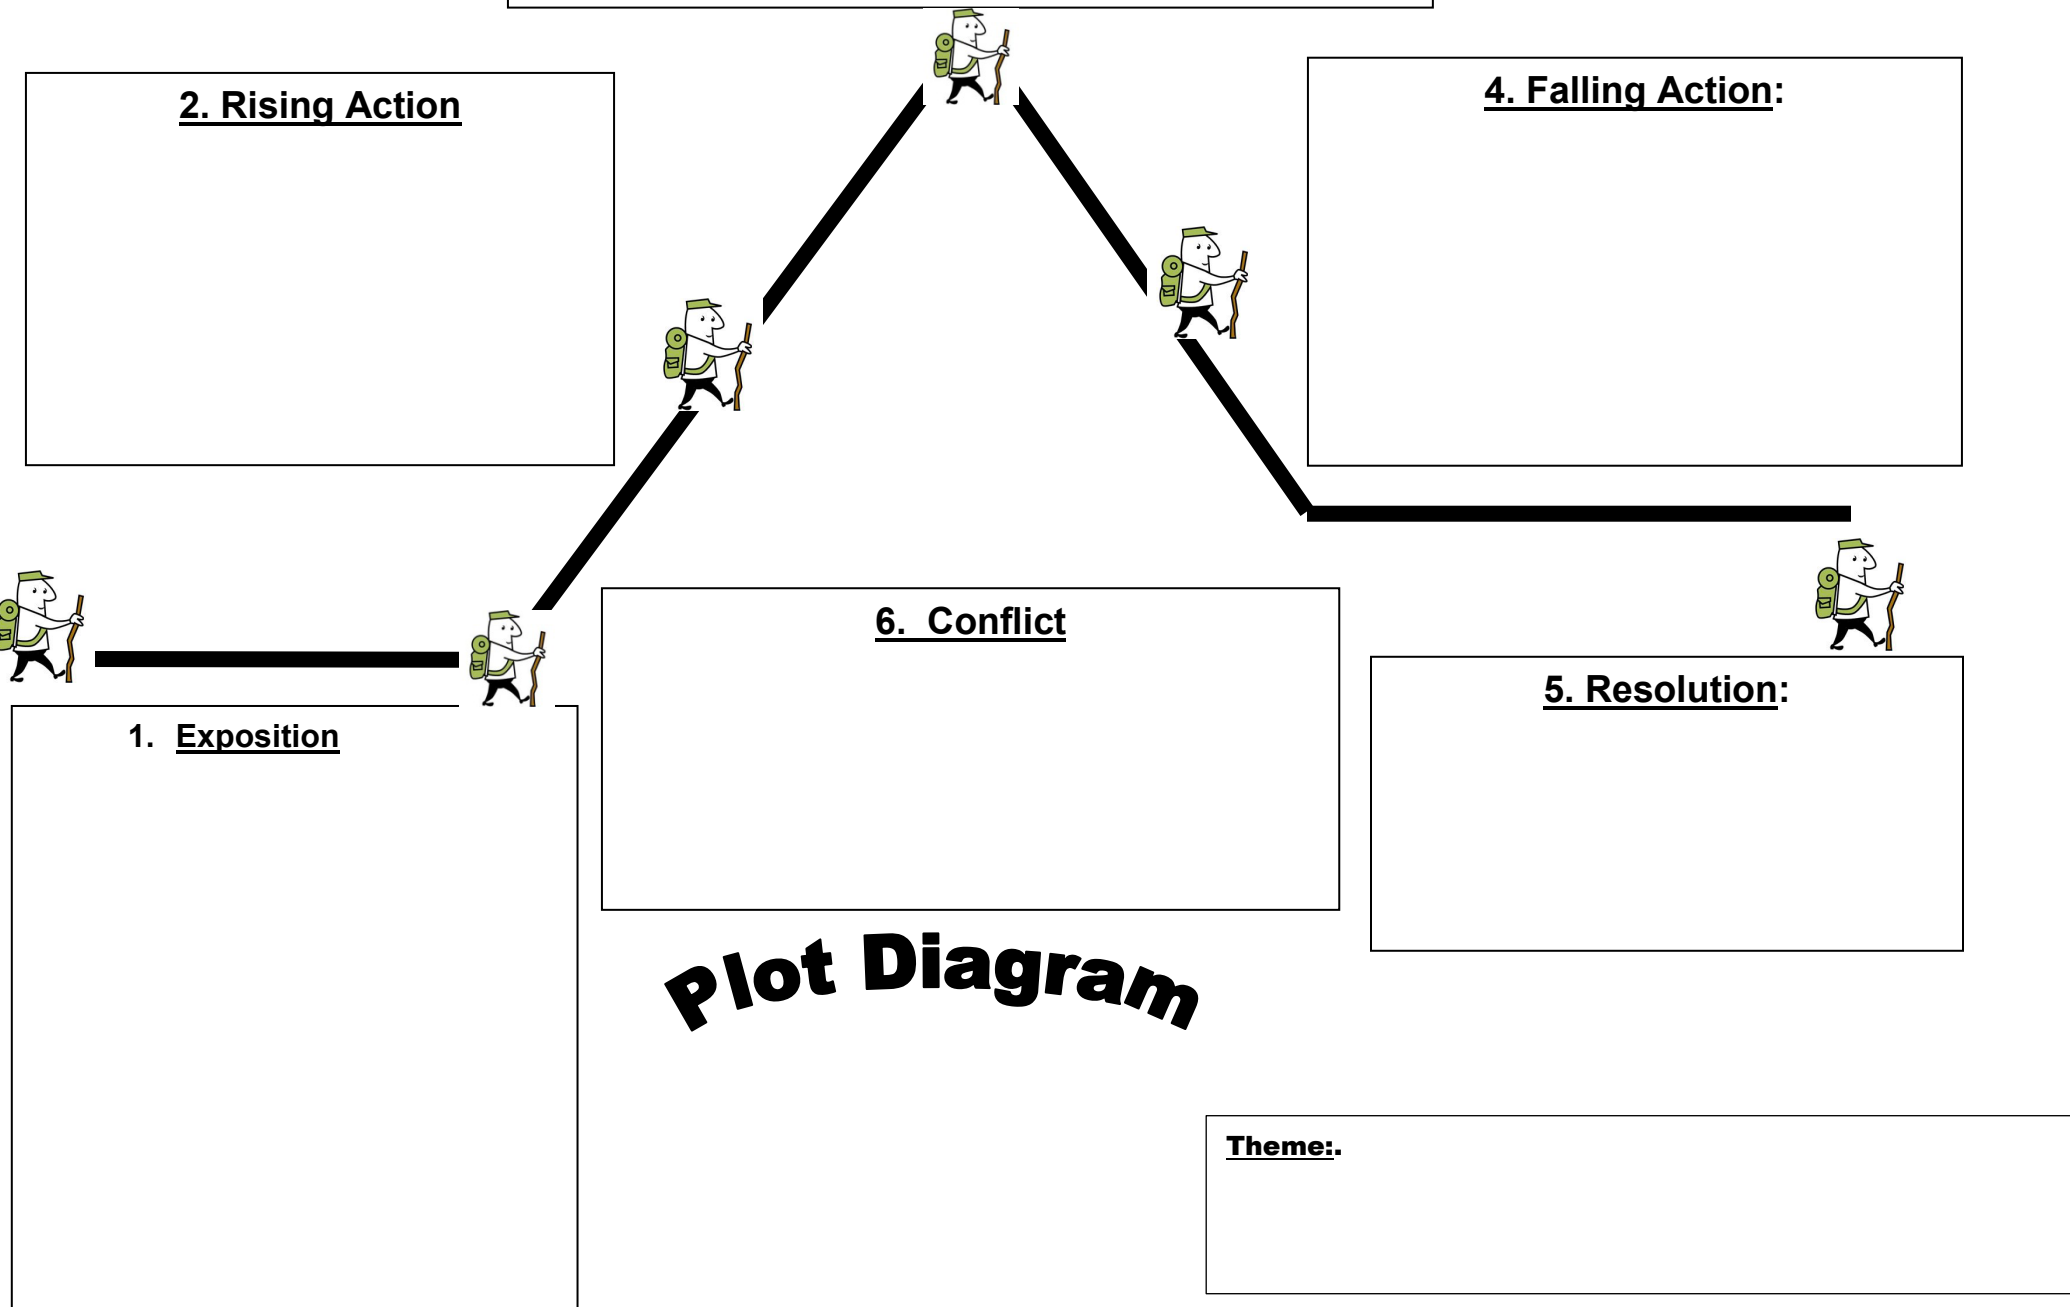 2. Rising Action
4. Falling Action:
6.  Conflict
5. Resolution:
1. Exposition
Plot Diagram
Theme:.